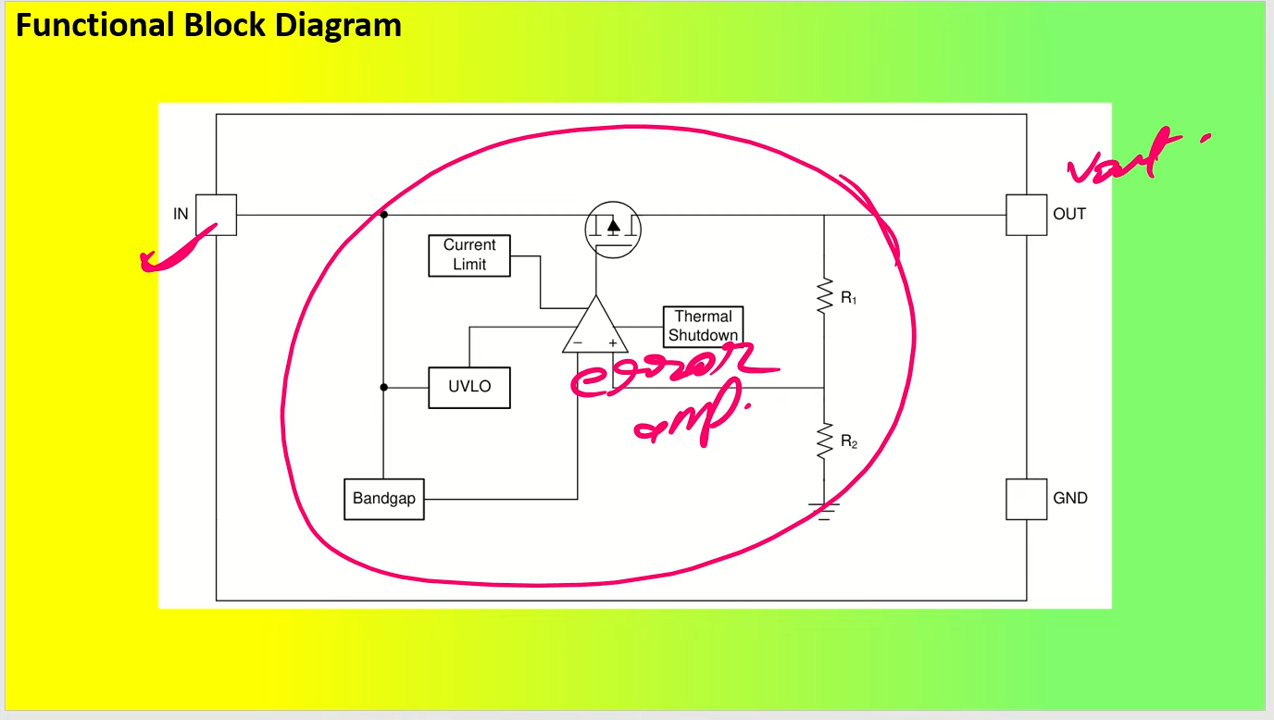 Functional Block Diagram
Vout.
IN
OUT
Current
Limit
R1
Thermal
Shutdown
− +
error
amp.
UVLO
R2
Bandgap
GND